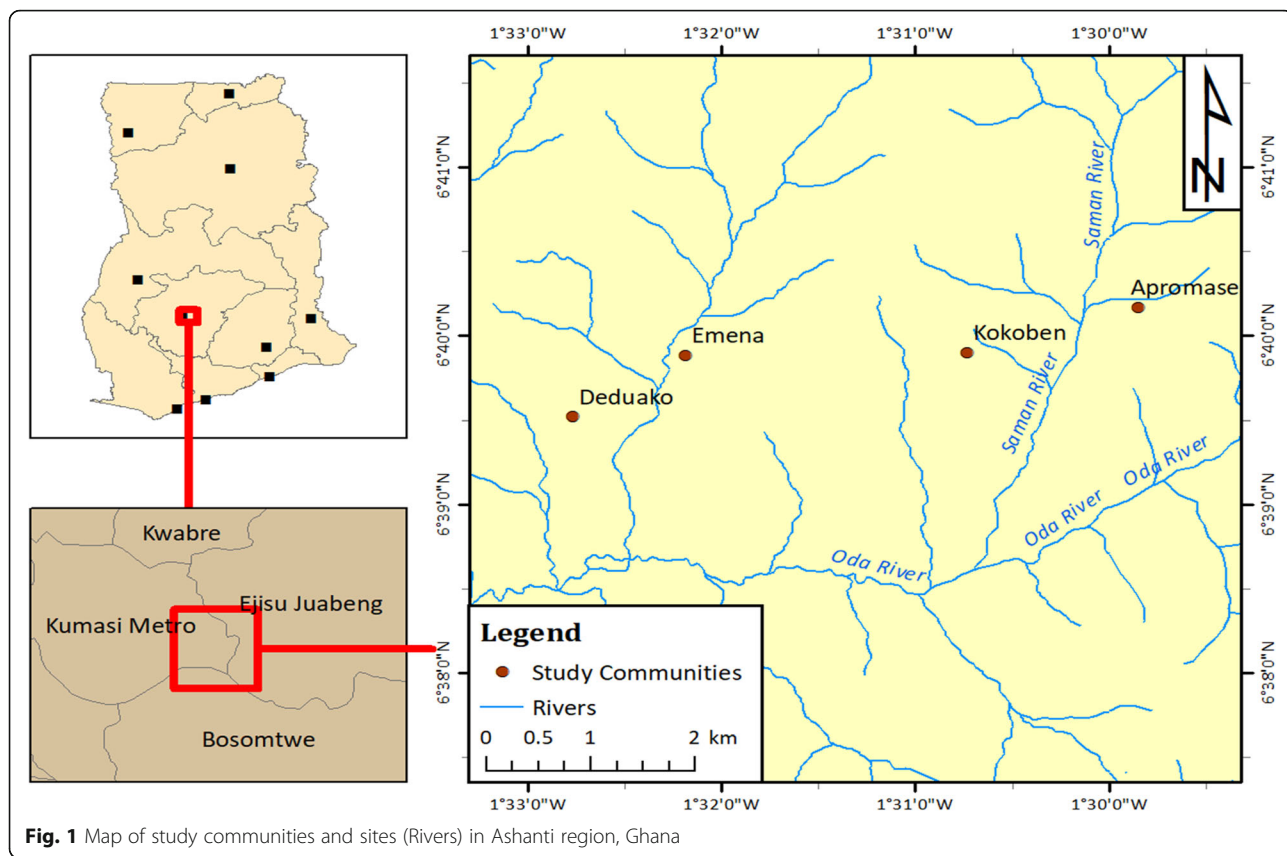 1°33'0"W
1°32'0"W
1°31'0"W
1°30'0"W
6°41'0"N
6°40'0"N
6°39'0"N
6°38'0"N
N
Saman River
Apromase
Emena
Kokoben
Deduako
Saman River
Oda River
Oda River
Oda River
6°41'0"N
6°40'0"N
6°39'0"N
6°38'0"N
Kwabre
Ejisu Juabeng
Kumasi Metro
Bosomtwe
Legend
Study Communities
Rivers
0 0.5 1 2 km
1°33'0"W
1°32'0"W
1°31'0"W
1°30'0"W
Fig. 1 Map of study communities and sites (Rivers) in Ashanti region, Ghana